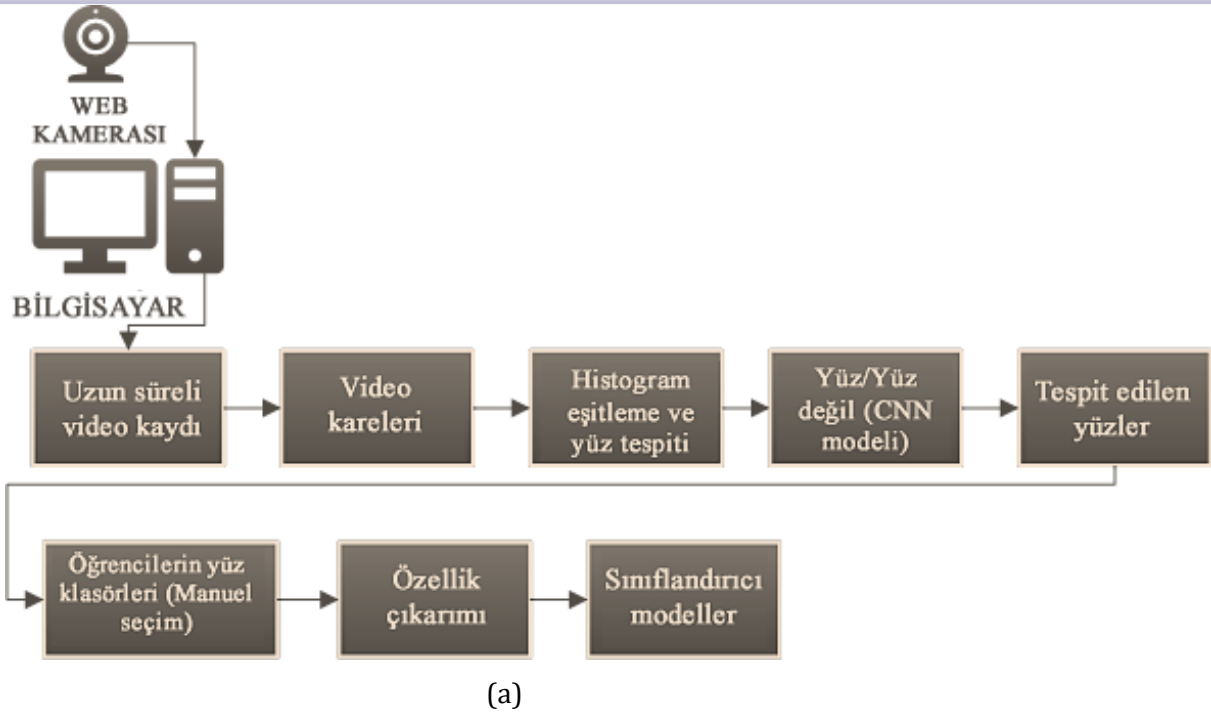 WEB
KAMERASI
BİLGİSAYAR
Uzun süreli
video kaydı
Video
kareleri
Histogram
eşitleme ve
yüz tespiti
Yüz/Yüz
değil (CNN
modeli)
Tespit edilen
yüzler
Öğrencilerin yüz
klasörleri (Manuel
seçim)
Özellik
çıkarımı
Sınıflandırıcı
modeller
(a)